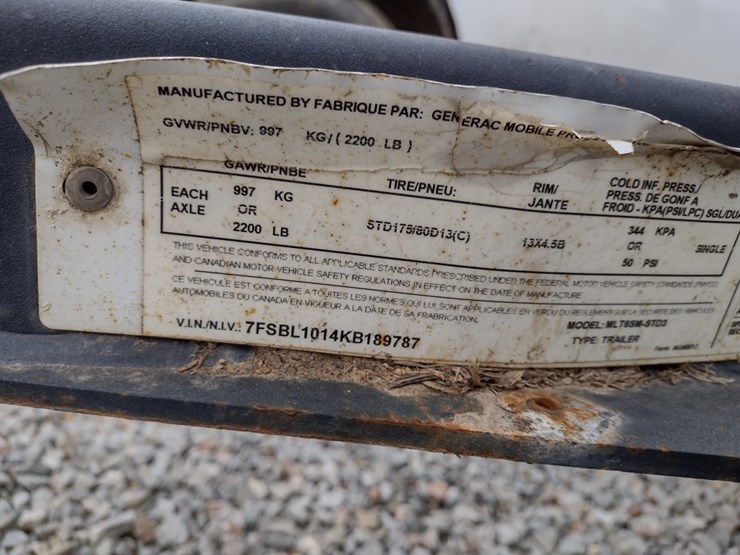 MANUFACTURED BY FABRIQUE PAR: GENERAC MOBILE
GVWR/PNBV: 997 KG / ( 2200 LB )
GAWR/PNBE TIRE/PNEU: RIM/ JANTE COLD INF. PRESS./ PRESS. DE GONF A FROID - KPA(PSI/LPC) SGL/DUA
EACH AXLE 997 KG OR 2200 LB STD175/80D13(C) 13X4.5B 344 KPA OR 50 PSI SINGLE
THIS VEHICLE CONFORMS TO ALL APPLICABLE STANDARDS PRESCRIBED UNDER THE FEDERAL MOTOR VEHICLE SAFETY STANDARDS
AND CANADIAN MOTOR VEHICLE SAFETY REGULATIONS IN EFFECT ON THE DATE OF MANUFACTURE
CE VEHICULE EST CONFORME A TOUTES LES NORMES QUI LUI SONT APPLICABLES EN VERDU DU REGLEMENT SUR LA SECURITE DES VEHICULES
AUTOMOBILES DU CANADA EN VIGUEUR A LA DATE DE SA FRABRICATION.
V.I.N./N.I.V.: 7FSBL1014KB189787
MODEL: MLT6SM-STD3
TYPE: TRAILER